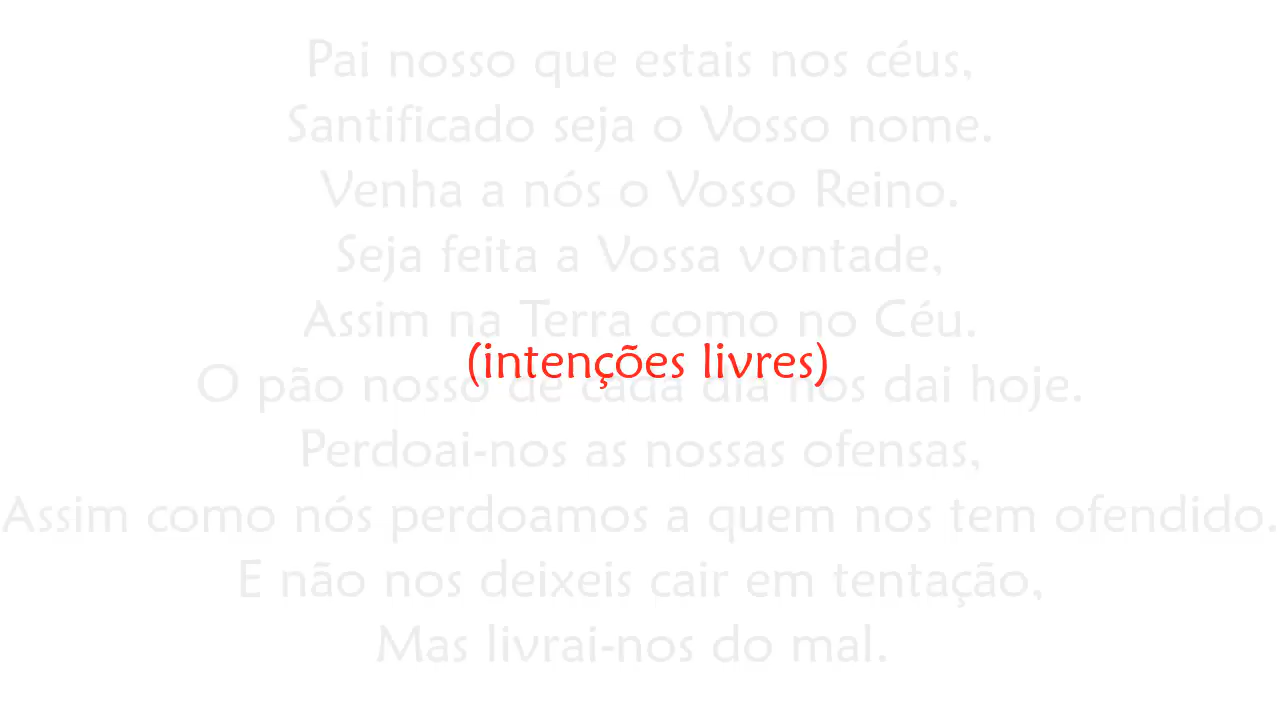 Pai nosso que estais nos céus,
Santificado seja o Vosso nome.
Venha a nós o Vosso Reino.
Seja feita a Vossa vontade,
Assim na Terra como no Céu.
(intenções livres)
O pão nosso de cada dia nos dai hoje.
Perdoai-nos as nossas ofensas,
Assim como nós perdoamos a quem nos tem ofendido.
E não nos deixeis cair em tentação,
Mas livrai-nos do mal.